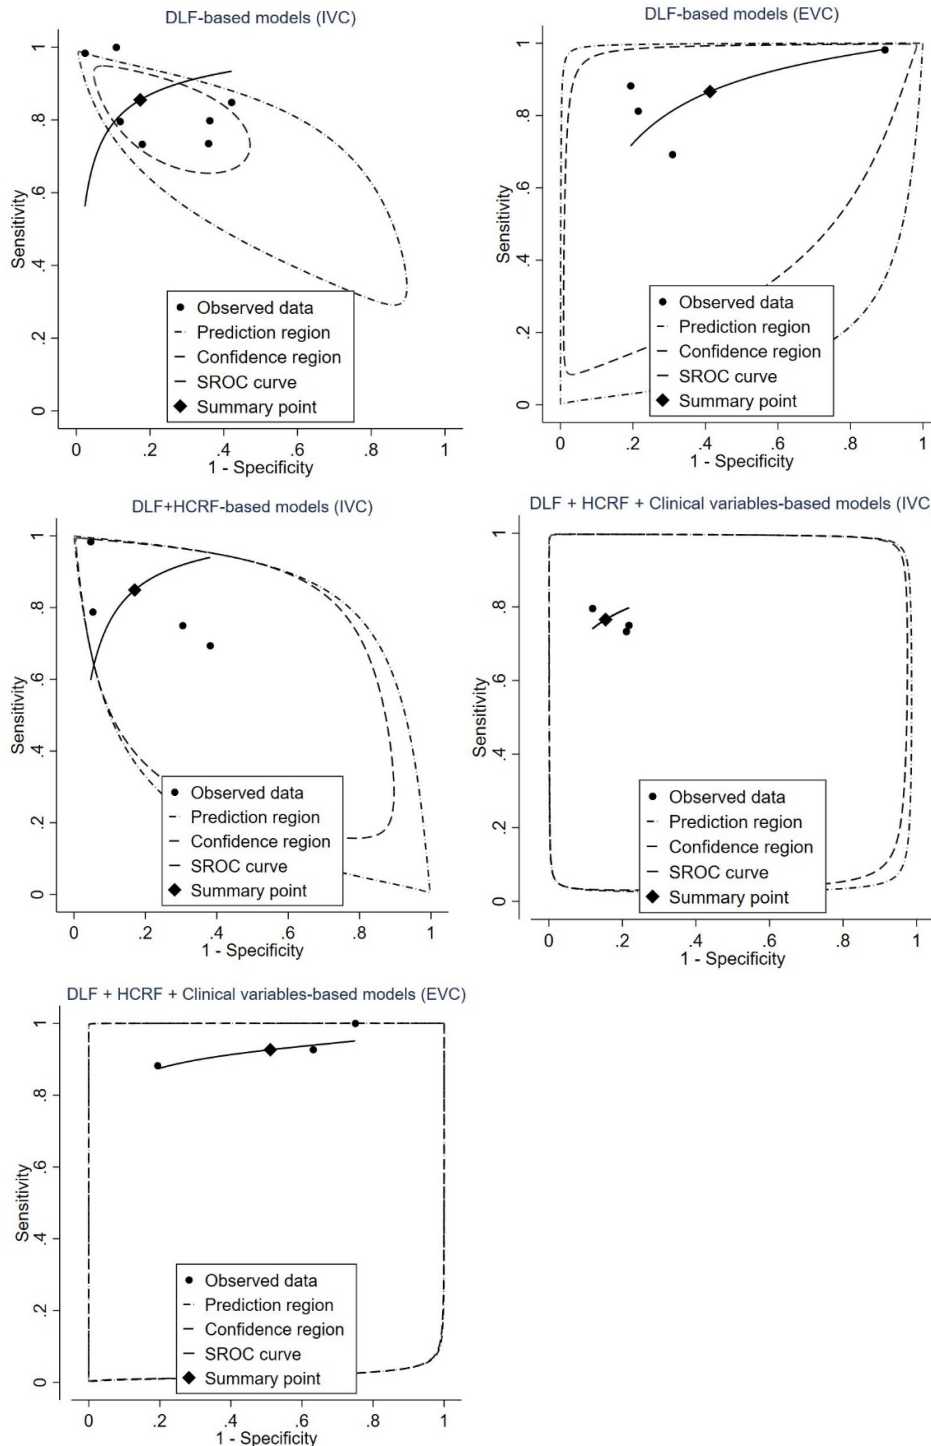 DLF-based models (IVC)
Sensitivity
0 .2 .4 .6 .8 1
Observed data
Prediction region
Confidence region
SROC curve
Summary point
0 .2 .4 .6 .8 1
1 - Specificity
DLF-based models (EVC)
Sensitivity
0 .2 .4 .6 .8 1
Observed data
Prediction region
Confidence region
SROC curve
Summary point
0 .2 .4 .6 .8 1
1 - Specificity
DLF+HCRF-based models (IVC)
Sensitivity
0 .2 .4 .6 .8 1
Observed data
Prediction region
Confidence region
SROC curve
Summary point
0 .2 .4 .6 .8 1
1 - Specificity
DLF + HCRF + Clinical variables-based models (IVC
Sensitivity
0 .2 .4 .6 .8 1
Observed data
Prediction region
Confidence region
SROC curve
Summary point
0 .2 .4 .6 .8 1
1 - Specificity
DLF + HCRF + Clinical variables-based models (EVC)
Sensitivity
0 .2 .4 .6 .8 1
Observed data
Prediction region
Confidence region
SROC curve
Summary point
0 .2 .4 .6 .8 1
1 - Specificity